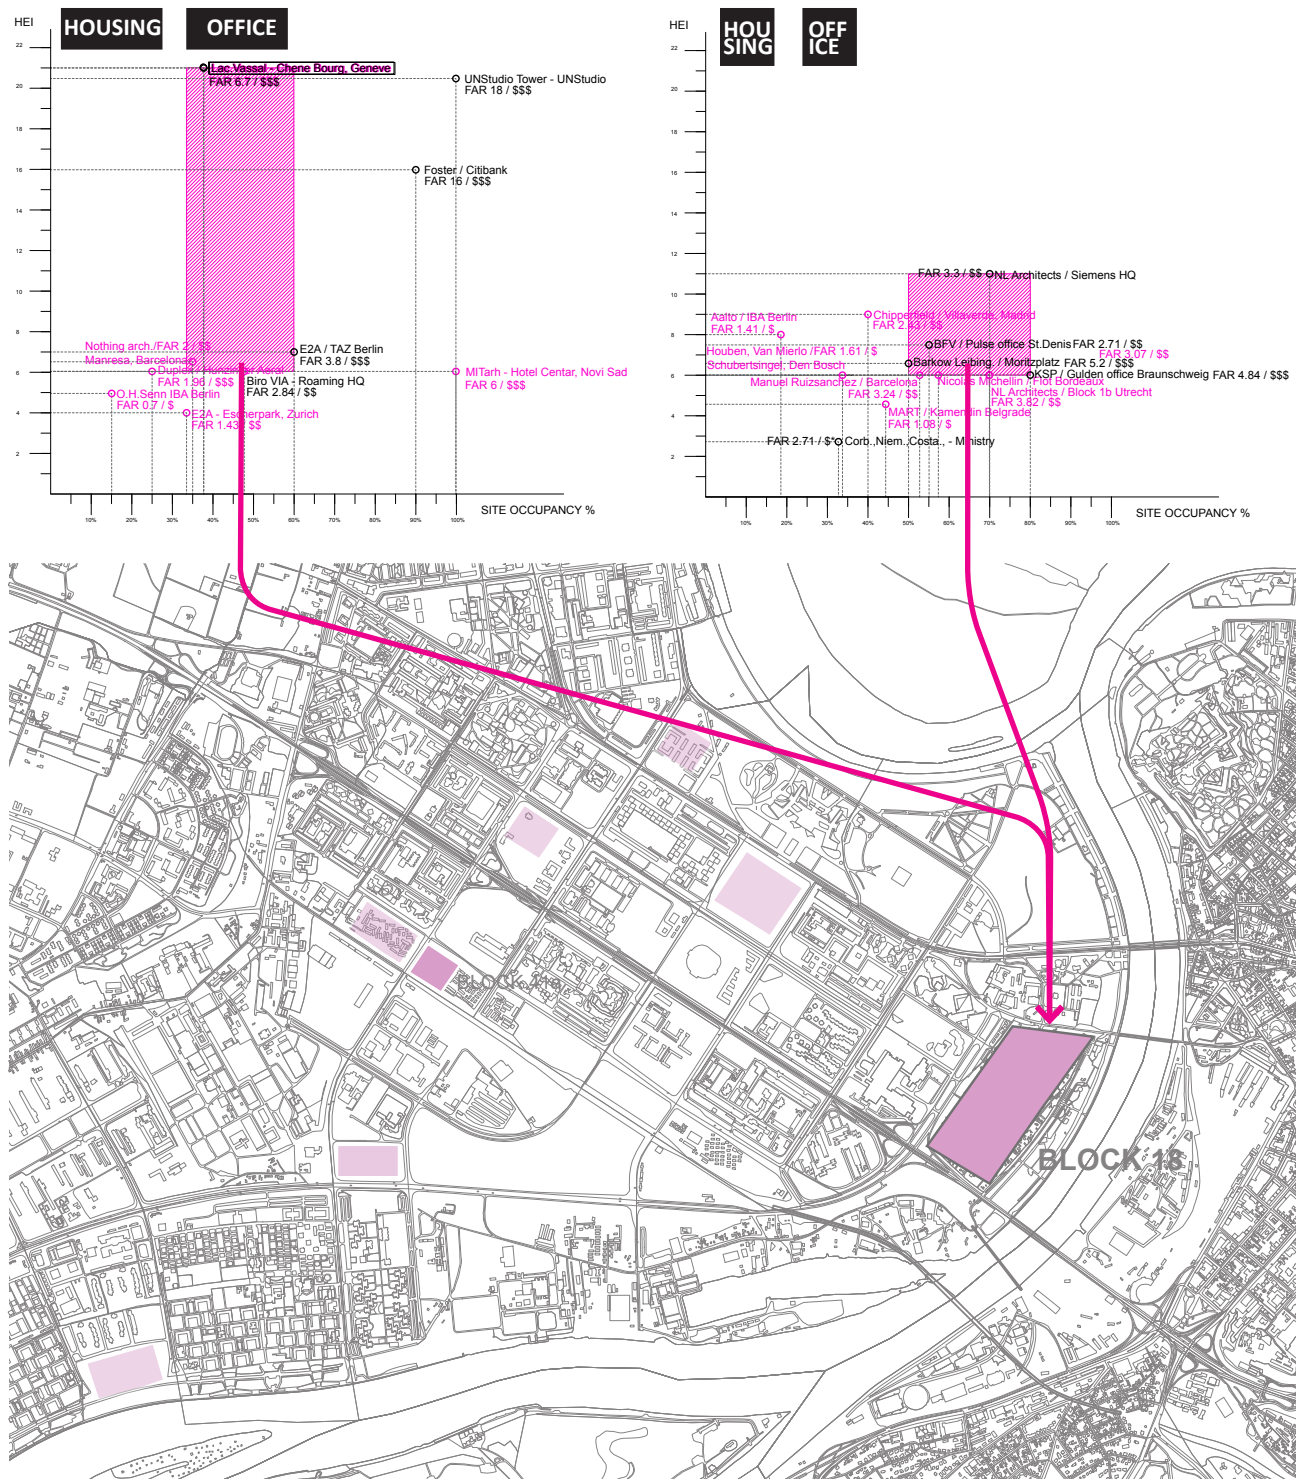 HEI
HOUSING
OFFICE
22
20
18
16
14
12
10
8
6
4
2
Lac.Vassal - Chene Bourg, Geneve
FAR 6.7 / $$$
UNStudio Tower - UNStudio
FAR 18 / $$$
Foster / Citibank
FAR 16 / $$$
Nothing arch./FAR 2 / $$
Manresa, Barcelona
E2A / TAZ Berlin
FAR 3.8 / $$$
Duplex / Hunziker Aeral
FAR 1.96 / $$$
Biro VIA - Roaming HQ
FAR 2.84 / $$
MITarh - Hotel Centar, Novi Sad
FAR 6 / $$$
O.H.Senn IBA Berlin
FAR 0.7 / $
E2A - Escherpark, Zurich
FAR 1.43 / $$
10%
20%
30%
40%
50%
60%
70%
80%
90%
100%
SITE OCCUPANCY %
HEI
HOU
SING
OFF
ICE
22
20
18
16
14
12
10
8
6
4
2
FAR 3.3 / $$
NL Architects / Siemens HQ
Aalto / IBA Berlin
FAR 1.41 / $
Chipperfield / Villaverde, Madrid
FAR 2.43 / $$
BFV / Pulse office St.Denis
FAR 2.71 / $$
FAR 3.07 / $$
Houben, Van Mierlo /FAR 1.61 / $
Schubertsingel, Den Bosch
Barkow Leibing. / Moritzplatz
FAR 5.2 / $$$
KSP / Gulden office Braunschweig
FAR 4.84 / $$$
Manuel Ruizsanchez / Barcelona
FAR 3.24 / $$
Nicolas Michellin / Flot Bordeaux
NL Architects / Block 1b Utrecht
FAR 3.82 / $$
MART / Kamendin Belgrade
FAR 1.08 / $
FAR 2.71 / $*
Corb.,Niem.,Costa., - Ministry
10%
20%
30%
40%
50%
60%
70%
80%
90%
100%
SITE OCCUPANCY %
BLOCK 41a
BLOCK 18